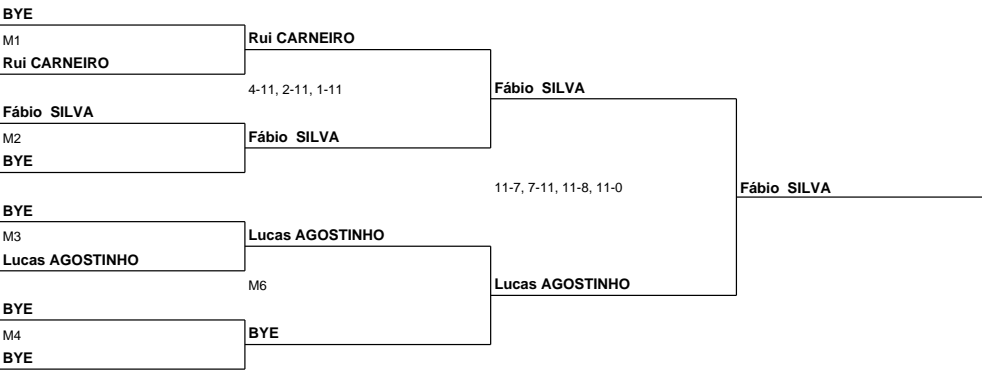 BYE
M1
Rui CARNEIRO
Rui CARNEIRO
4-11, 2-11, 1-11
Fábio  SILVA
Fábio  SILVA
M2
Fábio  SILVA
BYE
11-7, 7-11, 11-8, 11-0
Fábio  SILVA
BYE
M3
Lucas AGOSTINHO
Lucas AGOSTINHO
M6
Lucas AGOSTINHO
BYE
M4
BYE
BYE